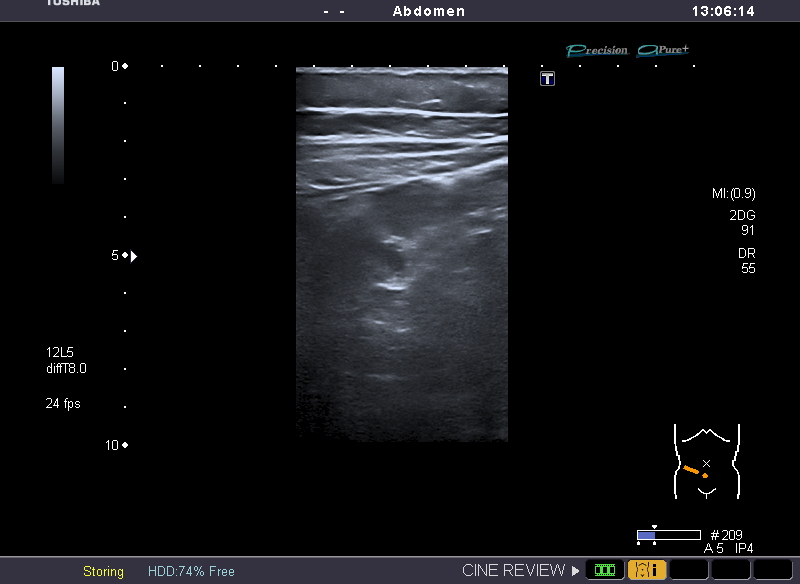 TOSHIBA
- - Abdomen 13:06:14
Precision APure+
0
T
MI:(0.9)
2DG
91
DR
55
5
12L5
diffT8.0
24 fps
10
#209
A 5 IP4
Storing HDD:74% Free CINE REVIEW
i